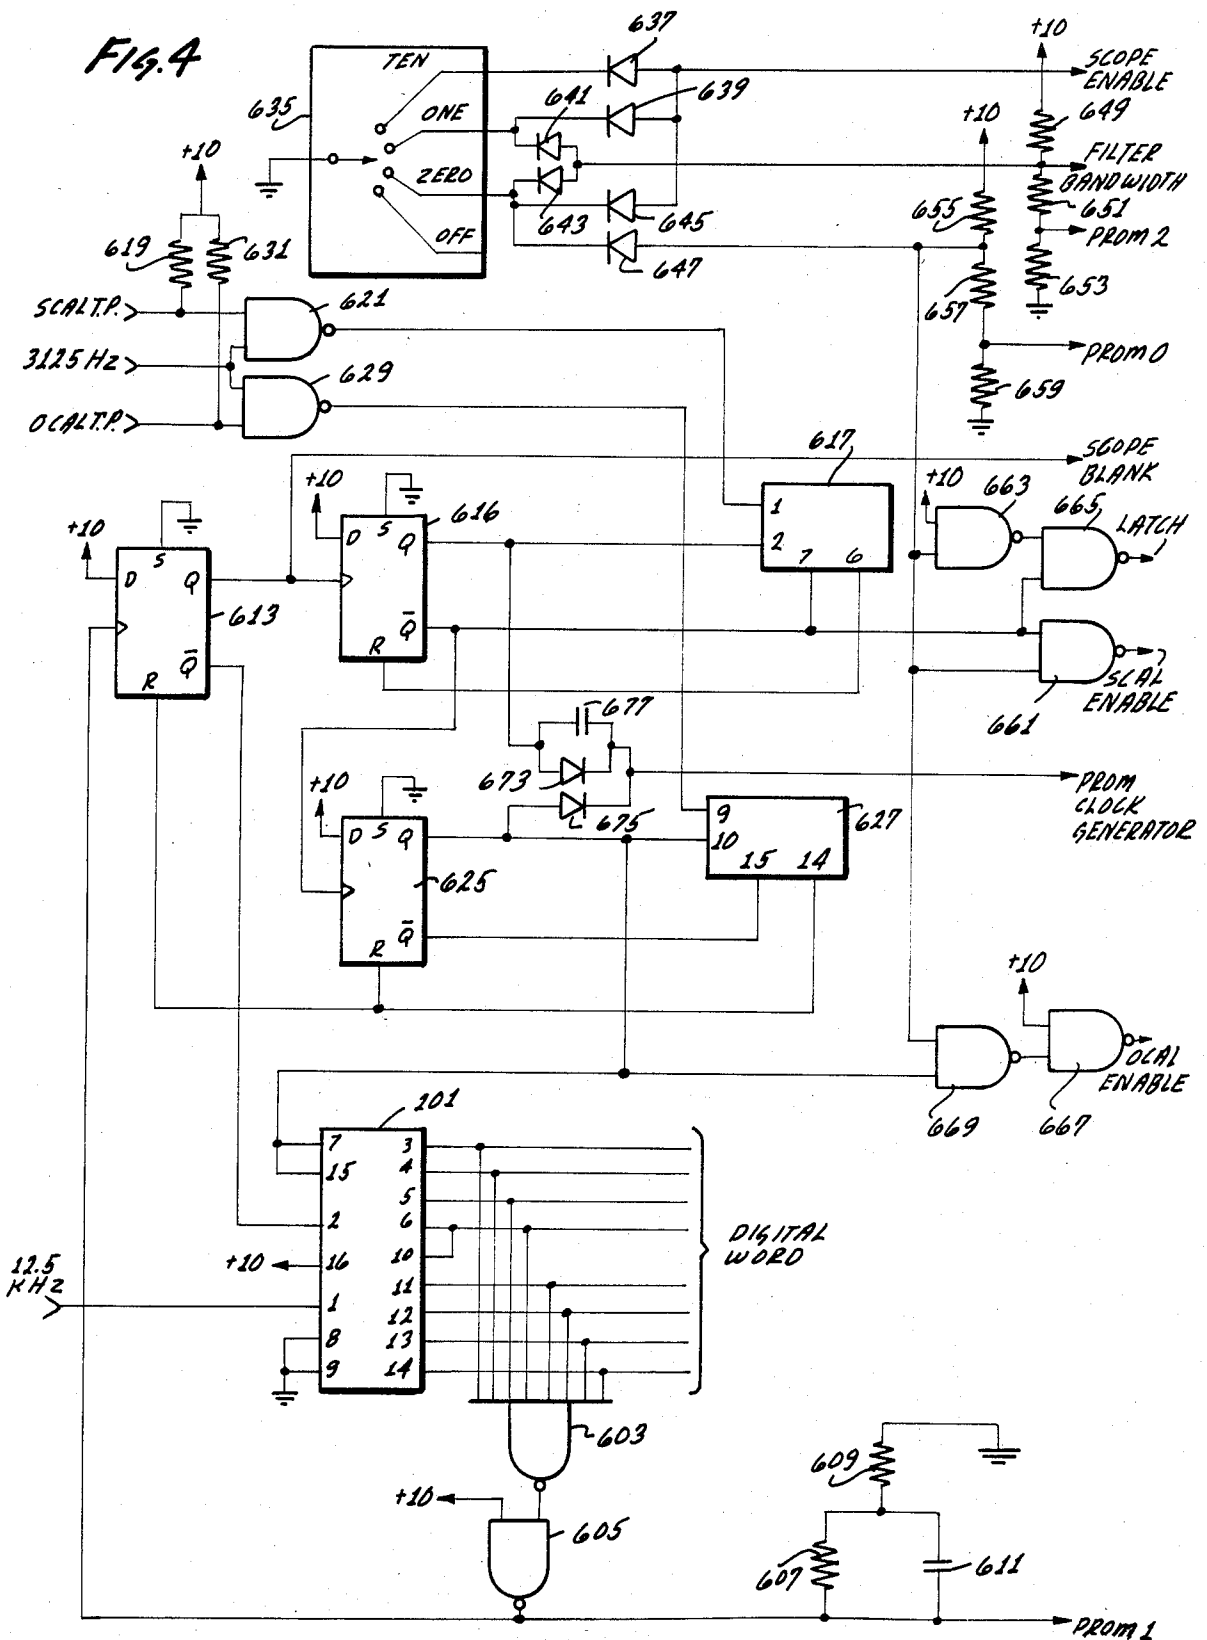 FIG.4
TEN
ONE
ZERO
OFF
635
637
639
641
643
645
647
+10
+10
+10
SCOPE
ENABLE
649
FILTER
BANDWIDTH
651
PROM 2
653
655
657
PROM 0
659
619
631
SCAL T.P.
3125 HZ
OCAL T.P.
621
629
617
1
2
7
6
SCOPE
BLANK
+10
663
665
LATCH
661
SCAL
ENABLE
+10
D
S
Q
Q̅
R
613
+10
D
S
Q
Q̅
R
616
677
673
675
PROM
CLOCK
GENERATOR
+10
D
S
Q
Q̅
R
625
9
10
15
14
627
+10
OCAL
ENABLE
669
667
101
7
15
2
16
1
8
9
3
4
5
6
10
11
12
13
14
+10
12.5
KHZ
DIGITAL
WORD
603
+10
605
609
607
611
PROM 1